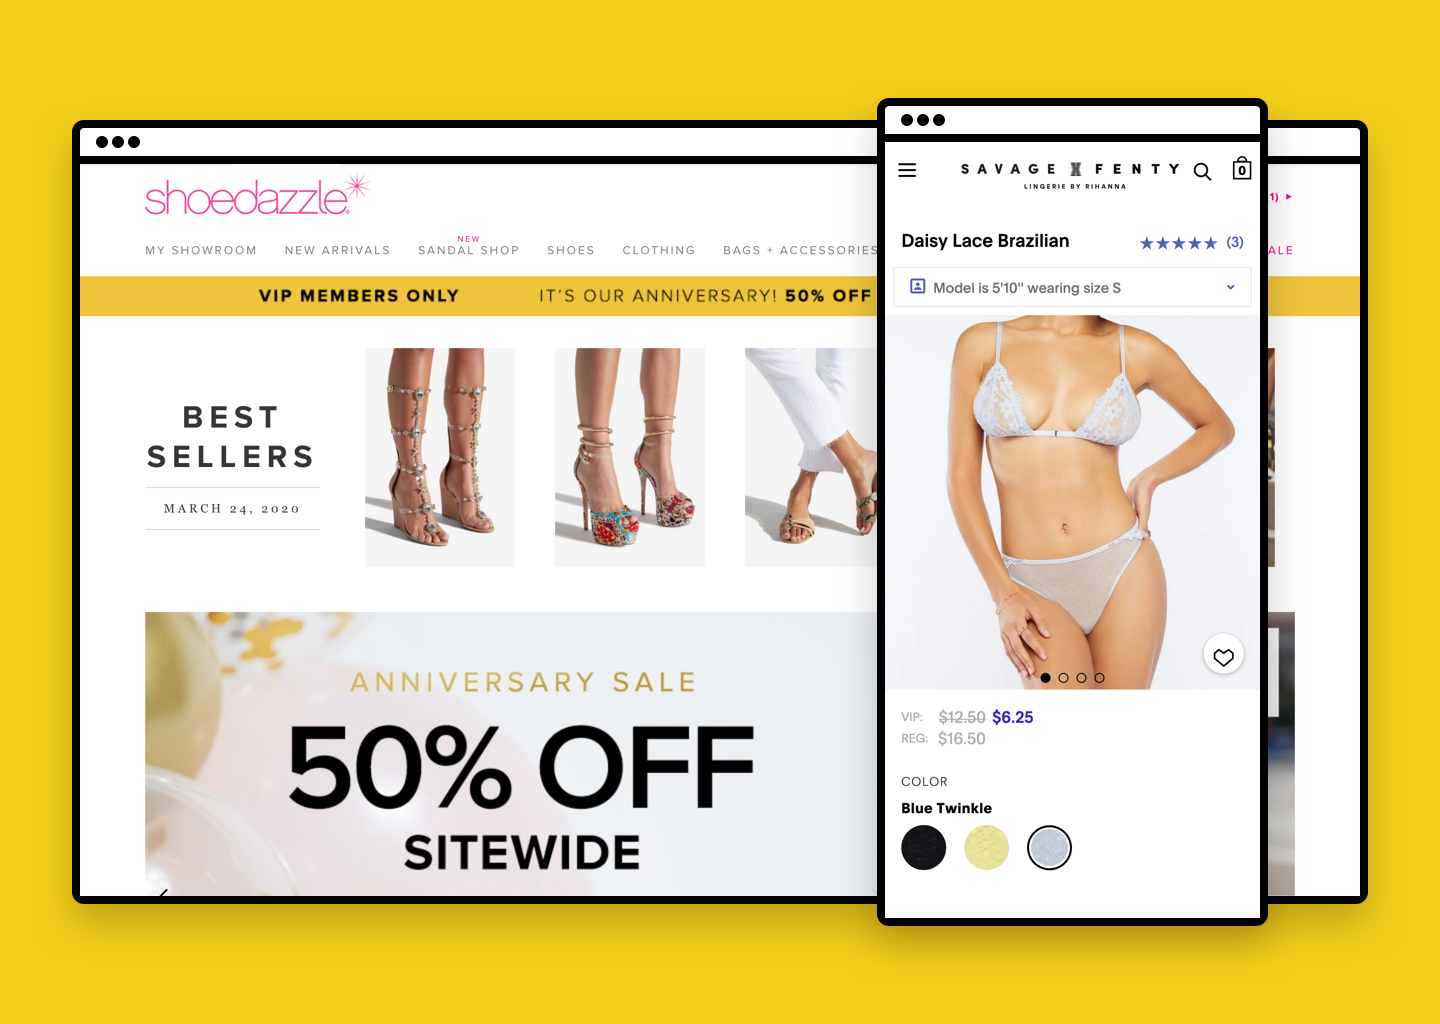 shoedazzle
1)
NEW
MY SHOWROOM NEW ARRIVALS SANDAL SHOP SHOES CLOTHING BAGS + ACCESSORIES
ALE
VIP MEMBERS ONLY IT'S OUR ANNIVERSARY! 50% OFF
BEST
SELLERS
MARCH 24, 2020
ANNIVERSARY SALE
50% OFF
SITEWIDE
SAVAGE X FENTY
LINGERIE BY RIHANNA
0
Daisy Lace Brazilian (3)
Model is 5'10" wearing size S
VIP: $12.50 $6.25
REG: $16.50
COLOR
Blue Twinkle